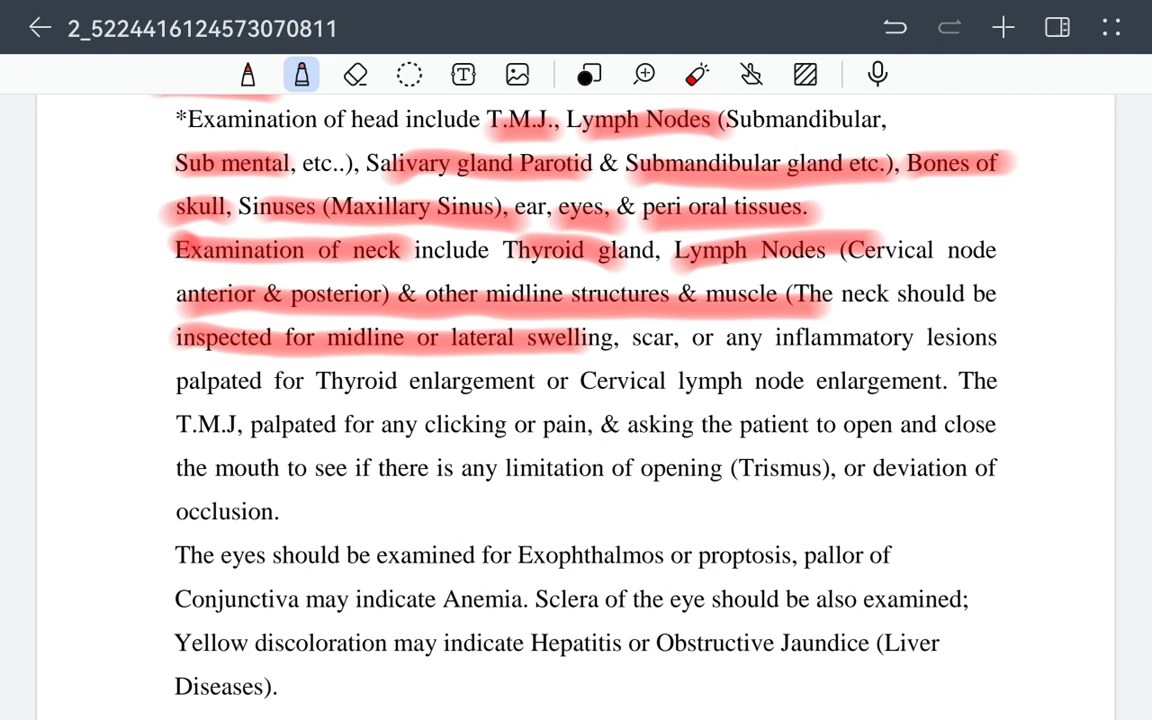 2_5224416124573070811
*Examination of head include T.M.J., Lymph Nodes (Submandibular,
Sub mental, etc..), Salivary gland Parotid & Submandibular gland etc.), Bones of
skull, Sinuses (Maxillary Sinus), ear, eyes, & peri oral tissues.
Examination of neck include Thyroid gland, Lymph Nodes (Cervical node
anterior & posterior) & other midline structures & muscle (The neck should be
inspected for midline or lateral swelling, scar, or any inflammatory lesions
palpated for Thyroid enlargement or Cervical lymph node enlargement. The
T.M.J, palpated for any clicking or pain, & asking the patient to open and close
the mouth to see if there is any limitation of opening (Trismus), or deviation of
occlusion.
The eyes should be examined for Exophthalmos or proptosis, pallor of
Conjunctiva may indicate Anemia. Sclera of the eye should be also examined;
Yellow discoloration may indicate Hepatitis or Obstructive Jaundice (Liver
Diseases).